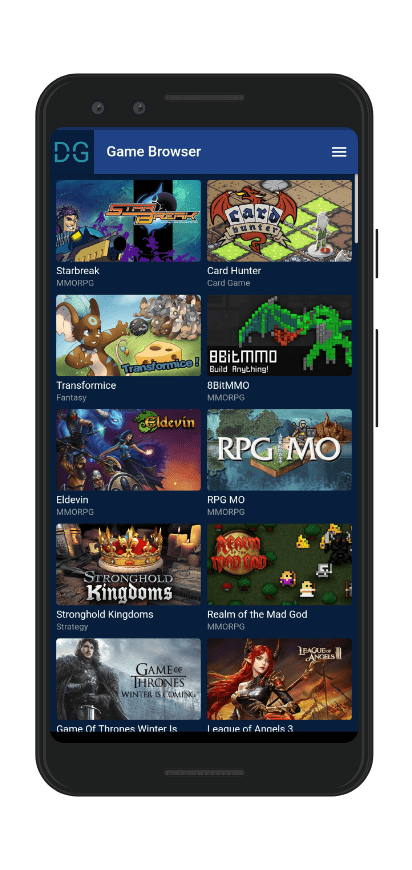 DG
Game Browser
STAR BREAK
Card hunter
Starbreak
MMORPG
Card Hunter
Card Game
Transformice !
8BitMMO
Build Anything!
Transformice
Fantasy
8BitMMO
MMORPG
Eldevin
RPG MO
Eldevin
MMORPG
RPG MO
MMORPG
STRONGHOLD
Kingdoms
REALM OF THE MAD GOD
Stronghold Kingdoms
Strategy
Realm of the Mad God
MMORPG
GAME OF
THRONES
WINTER IS COMING
LEAGUE OF
ANGELS III
Game Of Thrones Winter Is
League of Angels 3